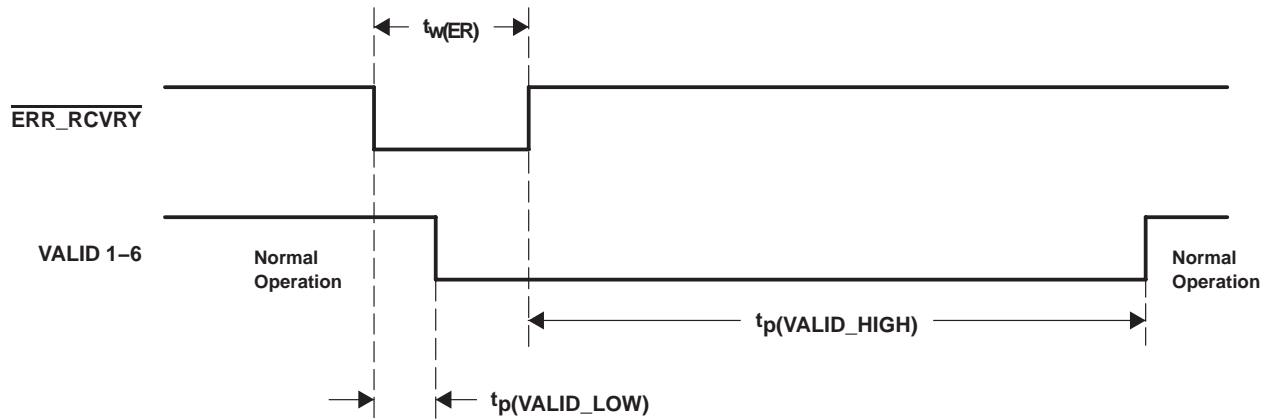 tw(ER)
ERR_RCVRY
VALID 1–6
Normal
Operation
Normal
Operation
tp(VALID_HIGH)
tp(VALID_LOW)